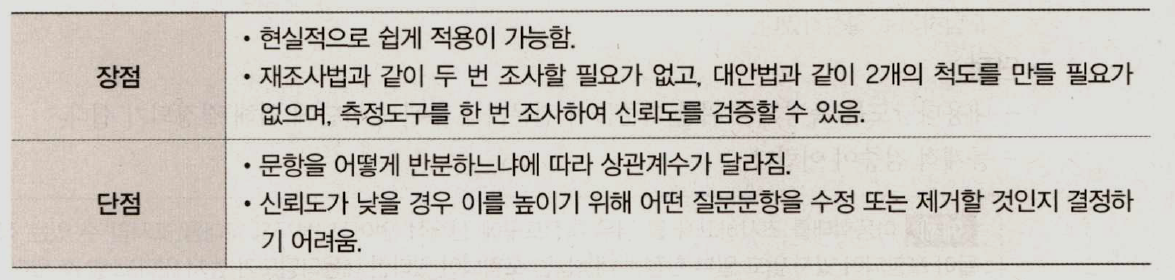 장점
• 현실적으로 쉽게 적용이 가능함.
• 재조사법과 같이 두 번 조사할 필요가 없고, 대안법과 같이 2개의 척도를 만들 필요가
없으며, 측정도구를 한 번 조사하여 신뢰도를 검증할 수 있음.
단점
• 문항을 어떻게 반분하느냐에 따라 상관계수가 달라짐.
• 신뢰도가 낮을 경우 이를 높이기 위해 어떤 질문문항을 수정 또는 제거할 것인지 결정하
기 어려움.